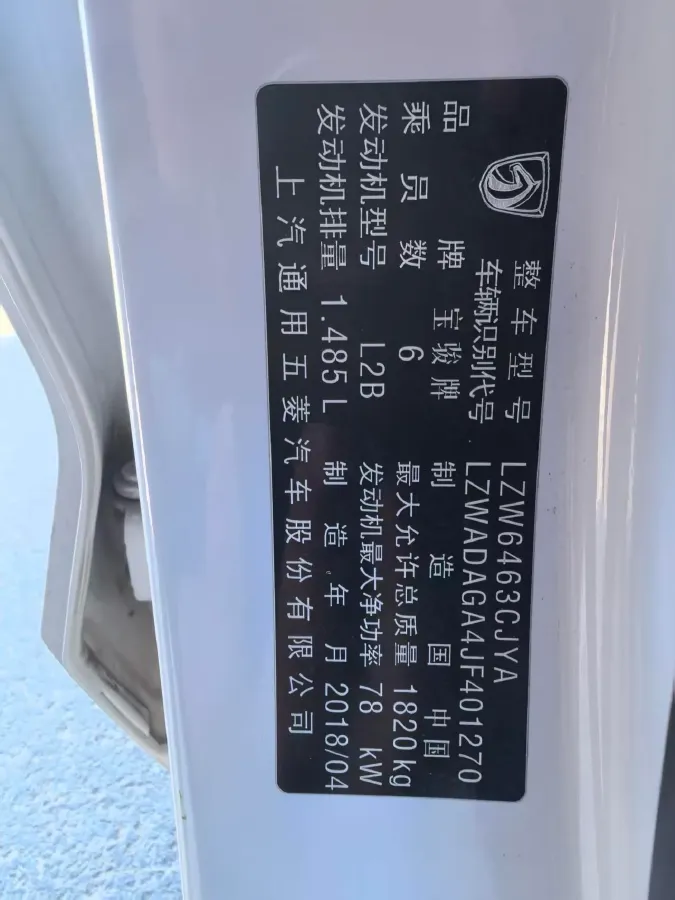 整车型号 LZW6463CJYA
车辆识别代号 LZWADAGA4JF401270
品牌 宝骏牌 制造国 中国
乘员数 6 最大允许总质量 1820kg
发动机型号 L2B 发动机最大净功率 78 kW
发动机排量 1.485L 制造年月 2018/04
上汽通用五菱汽车股份有限公司